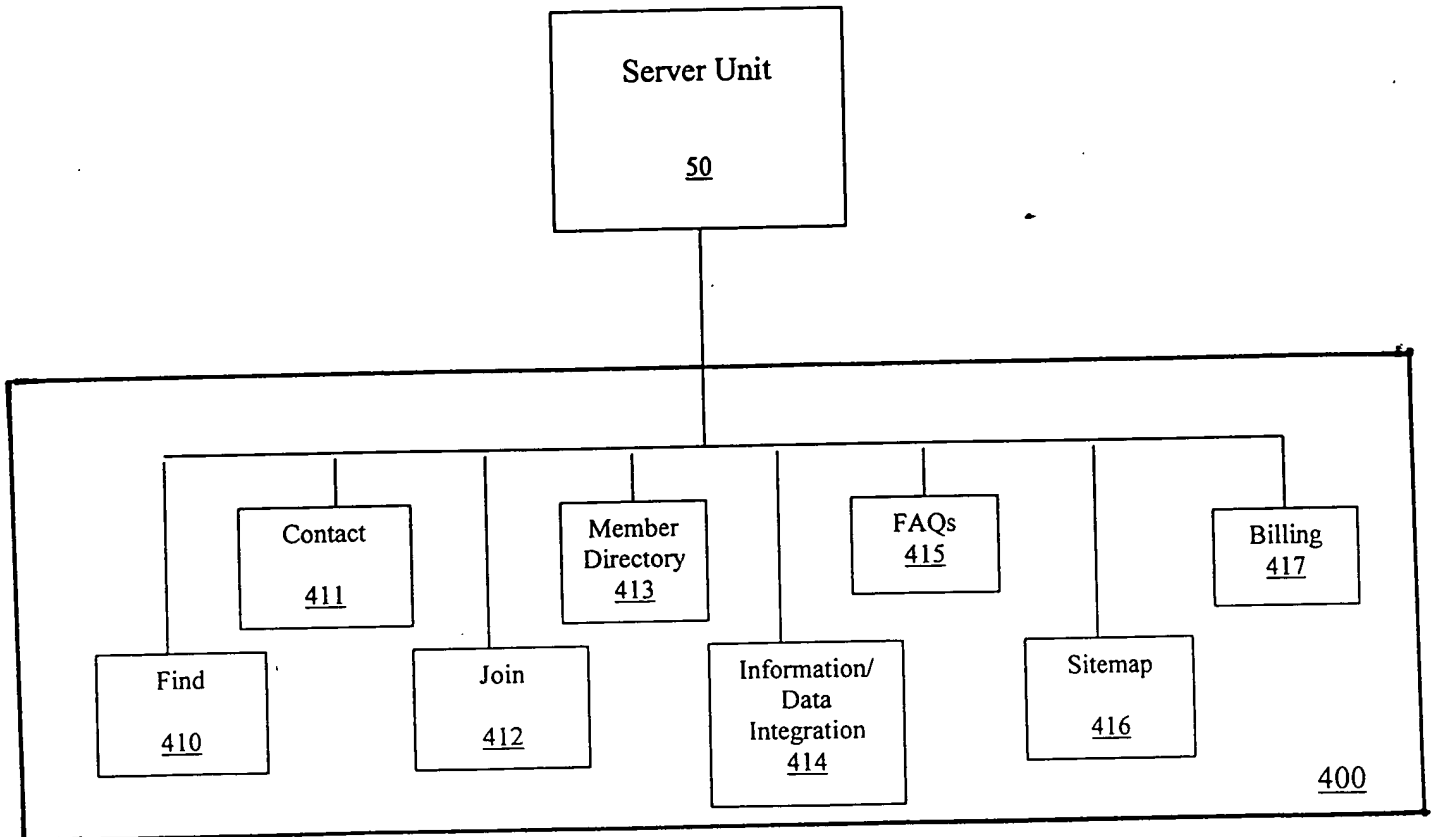 Server Unit
50
Contact
411
Member
Directory
413
FAQs
415
Billing
417
Find
410
Join
412
Information/
Data
Integration
414
Sitemap
416
400